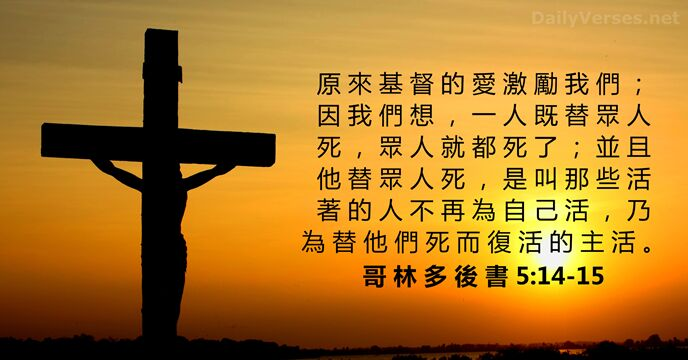 DailyVerses.net
原來基督的愛激勵我們；
因我們想，一人既替眾人
死，眾人就都死了；並且
他替眾人死，是叫那些活
著的人不再為自己活，乃
為替他們死而復活的主活。
哥林多後書 5:14-15